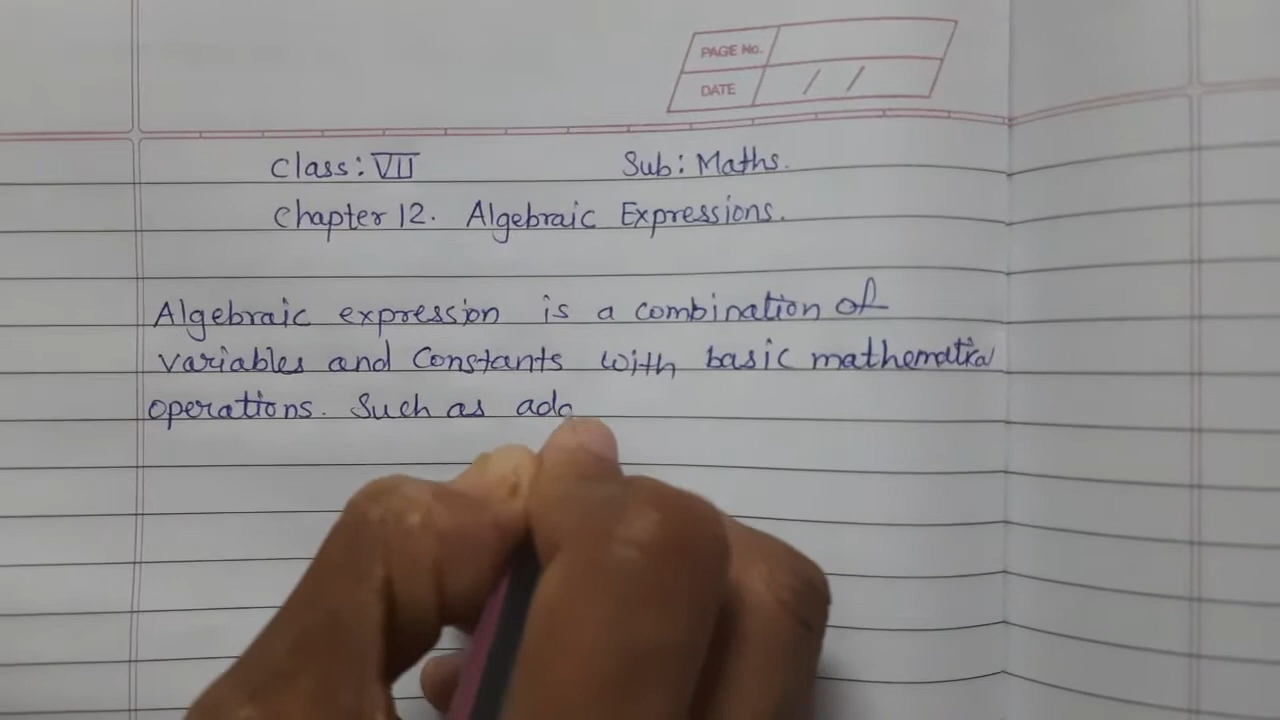 PAGE No.
DATE / /
Class: VII Sub: Maths.
Chapter 12. Algebraic Expressions.
Algebraic expression is a combination of
variables and Constants with basic mathematical
operations. Such as add